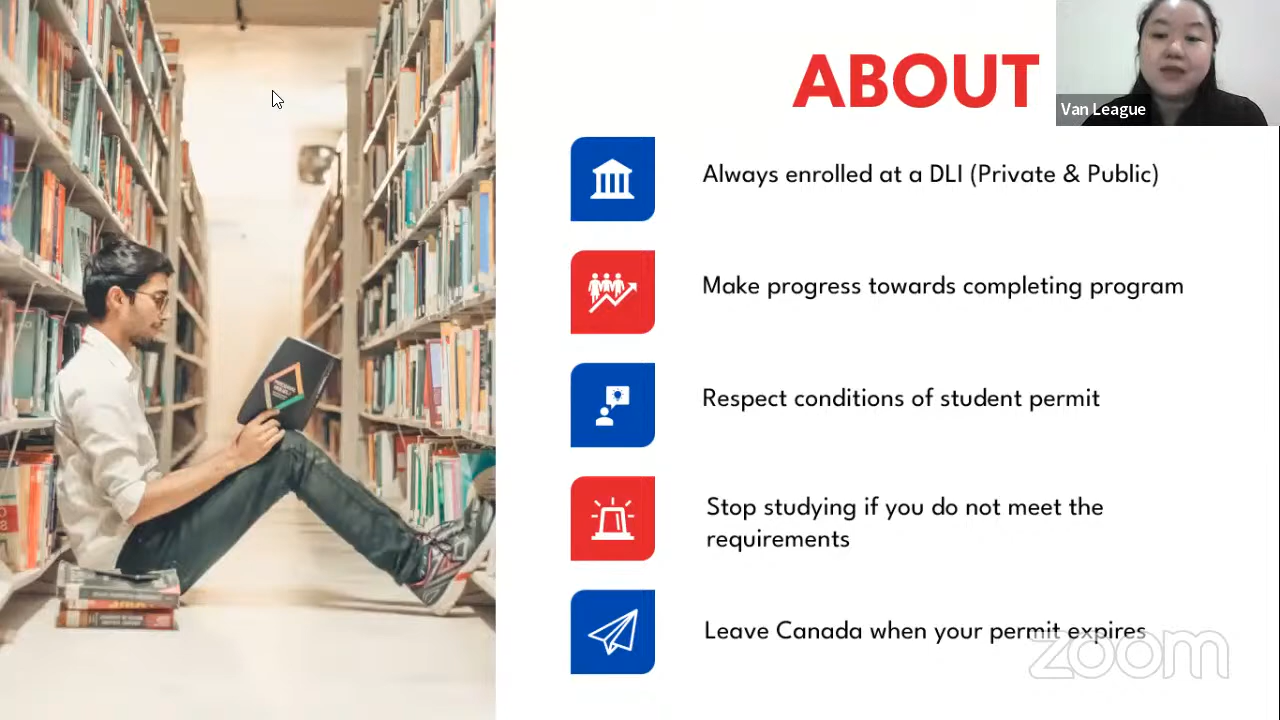 ABOUT
Van League
Always enrolled at a DLI (Private & Public)
Make progress towards completing program
Respect conditions of student permit
Stop studying if you do not meet the
requirements
Leave Canada when your permit expires
zoom